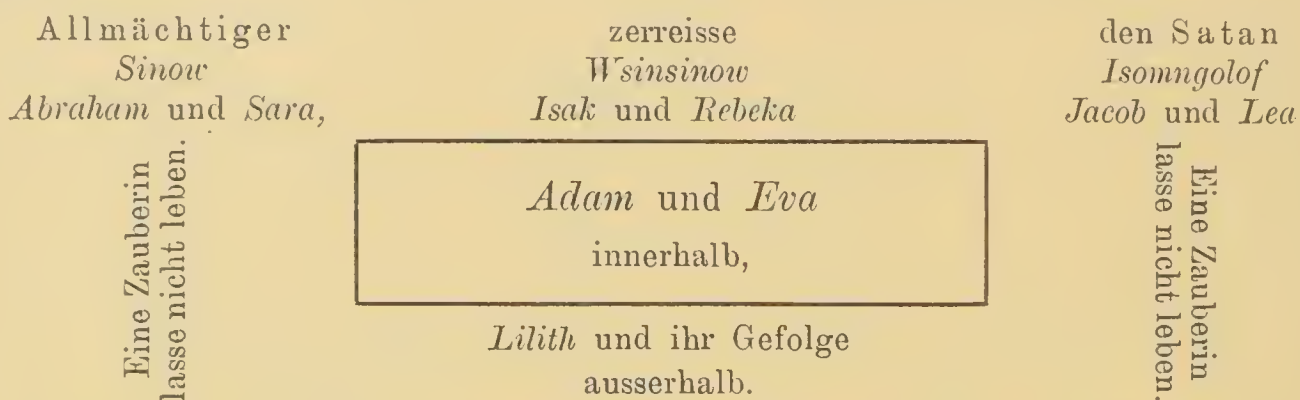 Allmächtiger zerreisse den Satan
Sinow Wsinsinow Isomngolof
Abraham und Sara, Isak und Rebeka Jacob und Lea
Eine Zauberin
lasse nicht leben.
Adam und Eva
innerhalb,
Lilith und ihr Gefolge
ausserhalb.
Eine Zauberin
lasse nicht leben.